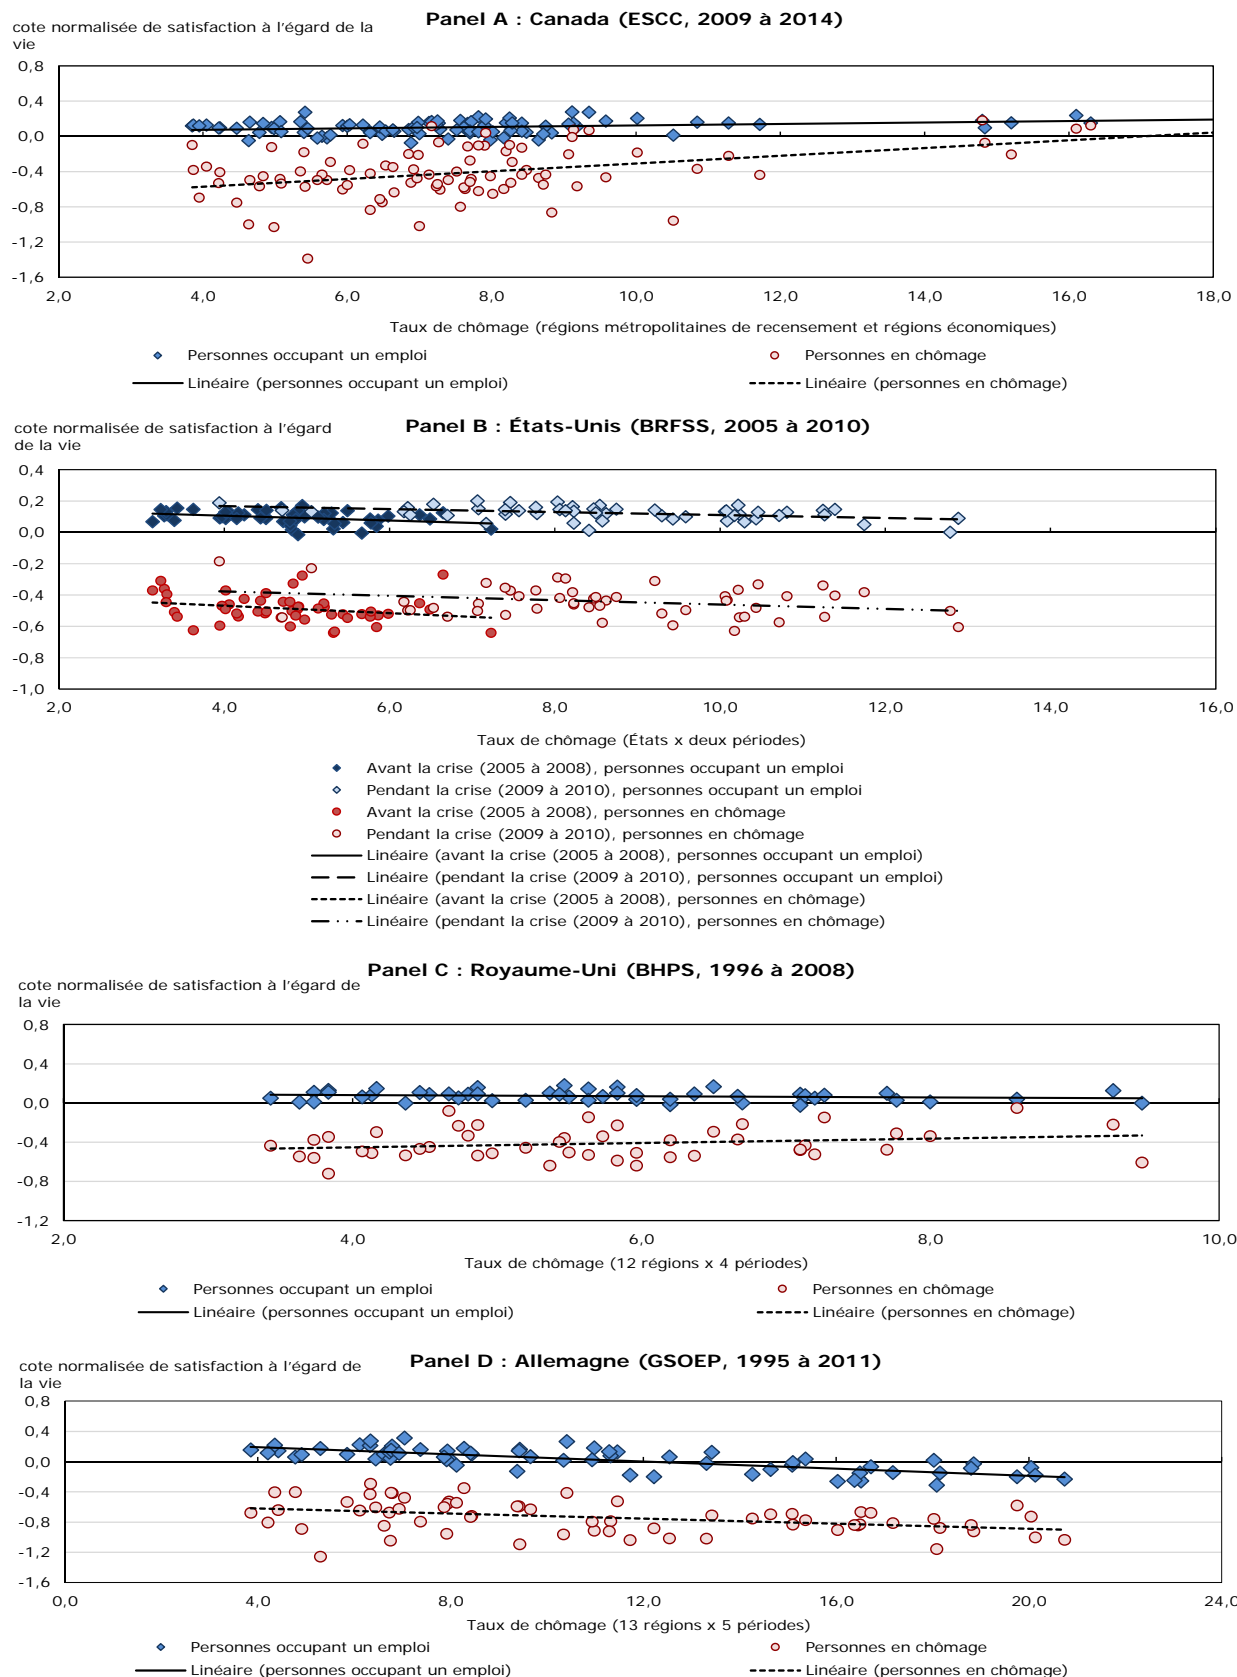 Panel A : Canada (ESCC, 2009 à 2014)
cote normalisée de satisfaction à l'égard de la
vie
0,8
0,4
0,0
-0,4
-0,8
-1,2
-1,6
2,0 4,0 6,0 8,0 10,0 12,0 14,0 16,0 18,0
Taux de chômage (régions métropolitaines de recensement et régions économiques)
Personnes occupant un emploi
Personnes en chômage
Linéaire (personnes occupant un emploi)
Linéaire (personnes en chômage)
Panel B : États-Unis (BRFSS, 2005 à 2010)
cote normalisée de satisfaction à l'égard
de la vie
0,4
0,2
0,0
-0,2
-0,4
-0,6
-0,8
-1,0
2,0 4,0 6,0 8,0 10,0 12,0 14,0 16,0
Taux de chômage (États x deux périodes)
Avant la crise (2005 à 2008), personnes occupant un emploi
Pendant la crise (2009 à 2010), personnes occupant un emploi
Avant la crise (2005 à 2008), personnes en chômage
Pendant la crise (2009 à 2010), personnes en chômage
Linéaire (avant la crise (2005 à 2008), personnes occupant un emploi)
Linéaire (pendant la crise (2009 à 2010), personnes occupant un emploi)
Linéaire (avant la crise (2005 à 2008), personnes en chômage)
Linéaire (pendant la crise (2009 à 2010), personnes en chômage)
Panel C : Royaume-Uni (BHPS, 1996 à 2008)
cote normalisée de satisfaction à l'égard de
la vie
0,8
0,4
0,0
-0,4
-0,8
-1,2
2,0 4,0 6,0 8,0 10,0
Taux de chômage (12 régions x 4 périodes)
Personnes occupant un emploi
Personnes en chômage
Linéaire (personnes occupant un emploi)
Linéaire (personnes en chômage)
Panel D : Allemagne (GSOEP, 1995 à 2011)
cote normalisée de satisfaction à l'égard de
la vie
0,8
0,4
0,0
-0,4
-0,8
-1,2
-1,6
0,0 4,0 8,0 12,0 16,0 20,0 24,0
Taux de chômage (13 régions x 5 périodes)
Personnes occupant un emploi
Personnes en chômage
Linéaire (personnes occupant un emploi)
Linéaire (personnes en chômage)